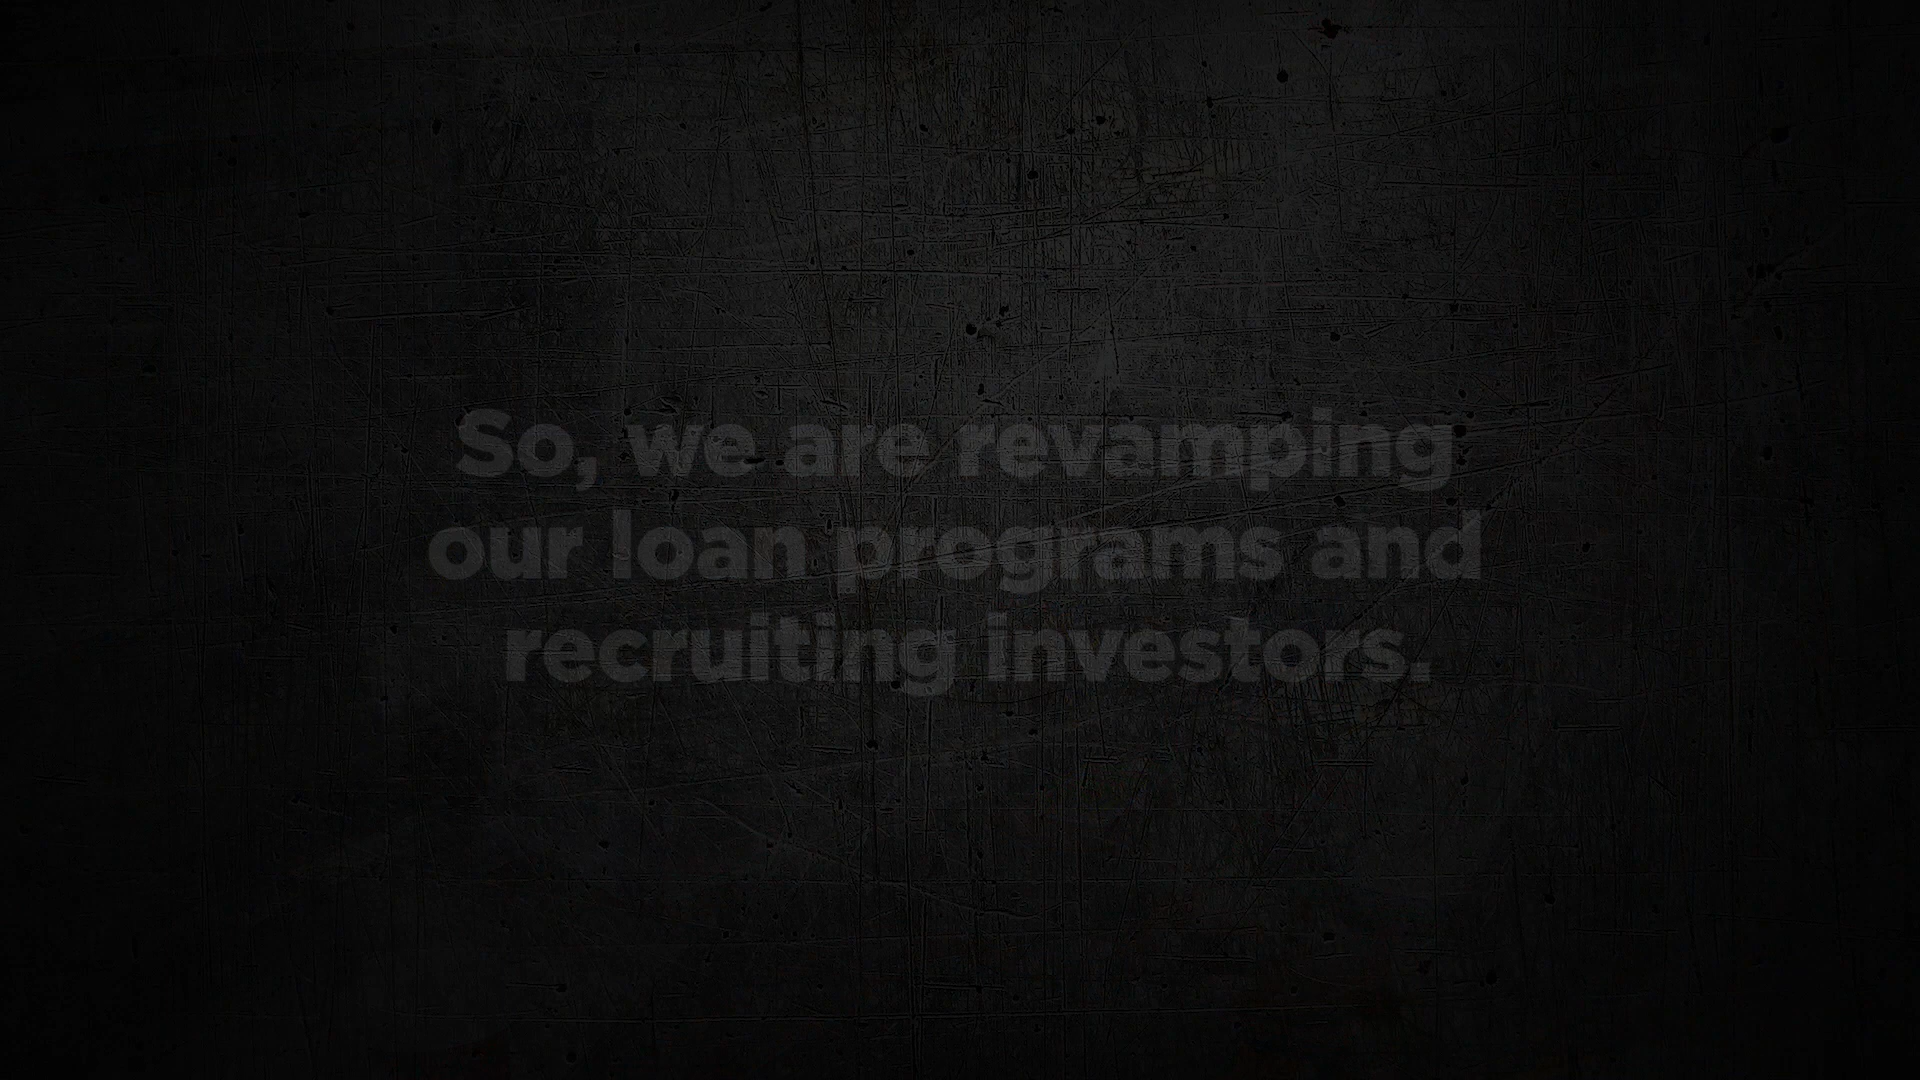 So, we are revamping
our loan programs and
recruiting investors.